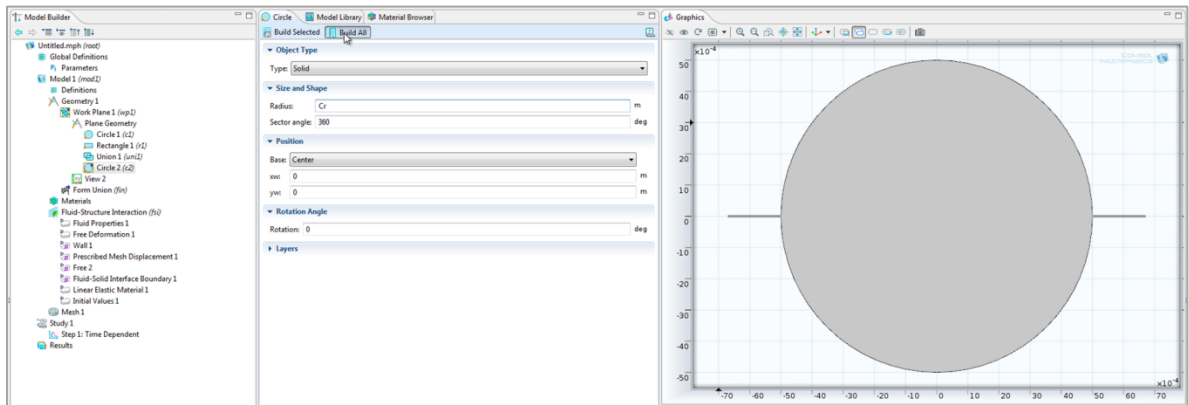 Model Builder
Untitled.mph (root)
Global Definitions
Pi Parameters
Model 1 (mod1)
Definitions
Geometry 1
Work Plane 1 (wp1)
Plane Geometry
Circle 1 (c1)
Rectangle 1 (r1)
Union 1 (uni1)
Circle 2 (c2)
View 2
Form Union (fin)
Materials
Fluid-Structure Interaction (fsi)
Fluid Properties 1
Free Deformation 1
Wall 1
Prescribed Mesh Displacement 1
Free 2
Fluid-Solid Interface Boundary 1
Linear Elastic Material 1
Initial Values 1
Mesh 1
Study 1
Step 1: Time Dependent
Results
Circle Model Library Material Browser
Build Selected Build All
Object Type
Type: Solid
Size and Shape
Radius: Cr m
Sector angle: 360 deg
Position
Base: Center
xw: 0 m
yw: 0 m
Rotation Angle
Rotation: 0 deg
Layers
Graphics
x10^-4
COMSOL
MULTIPHYSICS
50
40
30
20
10
0
-10
-20
-30
-40
-50
x10^-4
-70 -60 -50 -40 -30 -20 -10 0 10 20 30 40 50 60 70